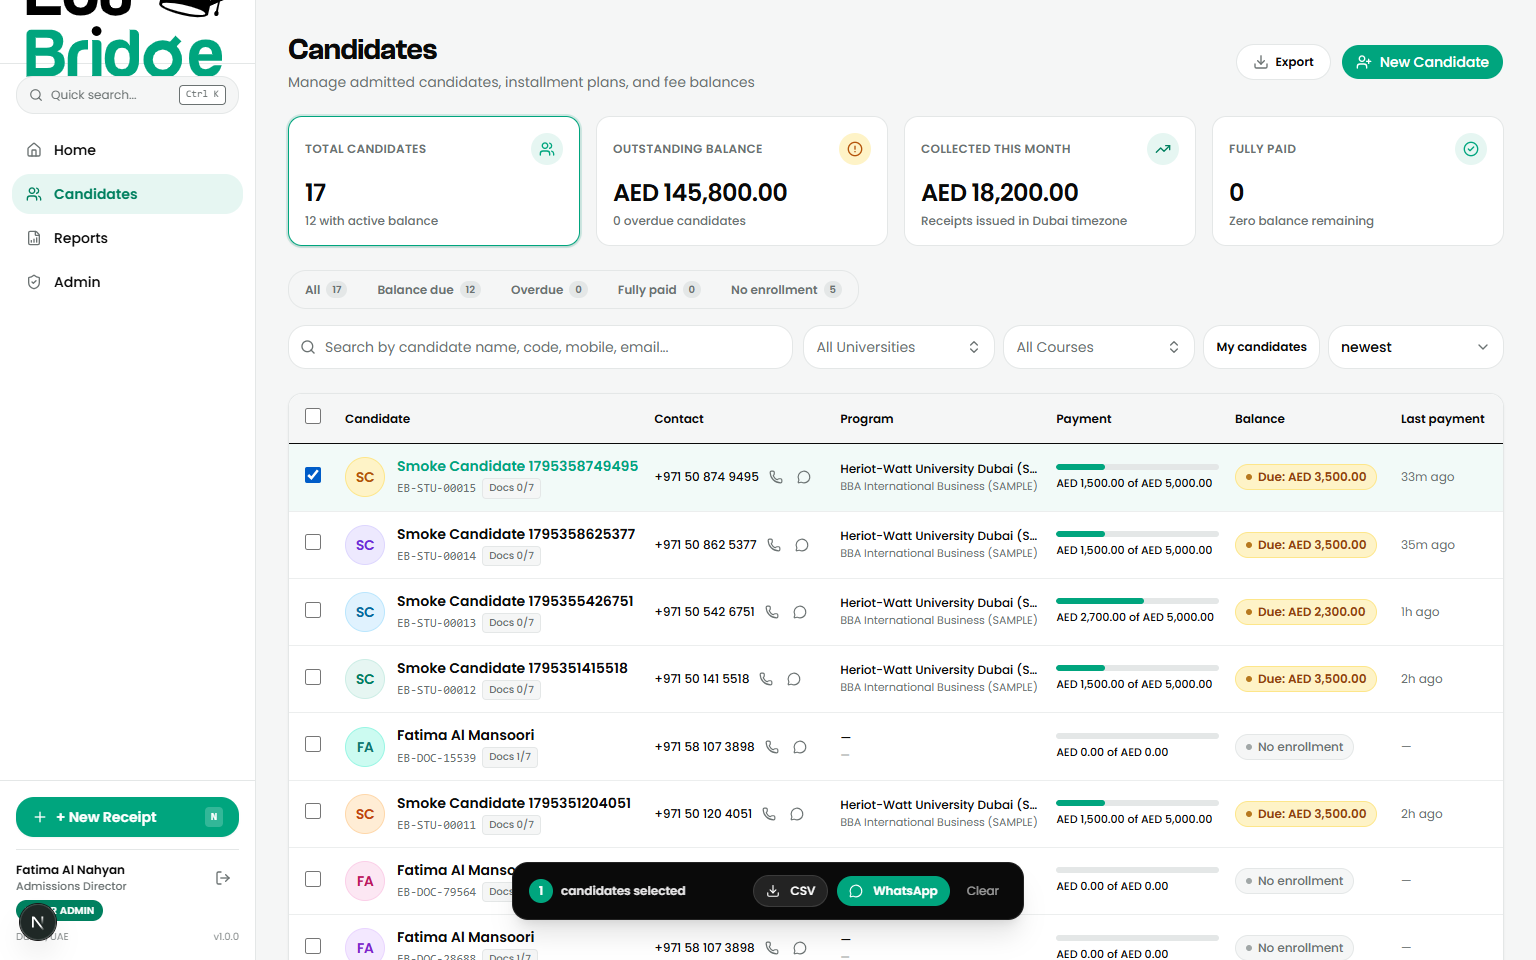 Edu
Bridge
Quick search...
Ctrl K
Home
Candidates
Reports
Admin
+ New Receipt
N
Fatima Al Nahyan
Admissions Director
ADMIN
UAE
v1.0.0
Candidates
Manage admitted candidates, installment plans, and fee balances
Export
New Candidate
TOTAL CANDIDATES
17
12 with active balance
OUTSTANDING BALANCE
AED 145,800.00
0 overdue candidates
COLLECTED THIS MONTH
AED 18,200.00
Receipts issued in Dubai timezone
FULLY PAID
0
Zero balance remaining
All 17
Balance due 12
Overdue 0
Fully paid 0
No enrollment 5
Search by candidate name, code, mobile, email...
All Universities
All Courses
My candidates
newest
Candidate Contact Program Payment Balance Last payment
SC
Smoke Candidate 1795358749495
EB-STU-00015 Docs 0/7
+971 50 874 9495
Heriot-Watt University Dubai (S...
BBA International Business (SAMPLE)
AED 1,500.00 of AED 5,000.00
Due: AED 3,500.00
33m ago
SC
Smoke Candidate 1795358625377
EB-STU-00014 Docs 0/7
+971 50 862 5377
Heriot-Watt University Dubai (S...
BBA International Business (SAMPLE)
AED 1,500.00 of AED 5,000.00
Due: AED 3,500.00
35m ago
SC
Smoke Candidate 1795355426751
EB-STU-00013 Docs 0/7
+971 50 542 6751
Heriot-Watt University Dubai (S...
BBA International Business (SAMPLE)
AED 2,700.00 of AED 5,000.00
Due: AED 2,300.00
1h ago
SC
Smoke Candidate 1795351415518
EB-STU-00012 Docs 0/7
+971 50 141 5518
Heriot-Watt University Dubai (S...
BBA International Business (SAMPLE)
AED 1,500.00 of AED 5,000.00
Due: AED 3,500.00
2h ago
FA
Fatima Al Mansoori
EB-DOC-15539 Docs 1/7
+971 58 107 3898
—
—
AED 0.00 of AED 0.00
No enrollment
—
SC
Smoke Candidate 1795351204051
EB-STU-00011 Docs 0/7
+971 50 120 4051
Heriot-Watt University Dubai (S...
BBA International Business (SAMPLE)
AED 1,500.00 of AED 5,000.00
Due: AED 3,500.00
2h ago
FA
Fatima Al Manso
EB-DOC-79564 Docs
AED 0.00 of AED 0.00
No enrollment
—
1 candidates selected
CSV
WhatsApp
Clear
FA
Fatima Al Mansoori
EB-DOC-28688 Docs 1/7
+971 58 107 3898
—
—
AED 0.00 of AED 0.00
No enrollment
—